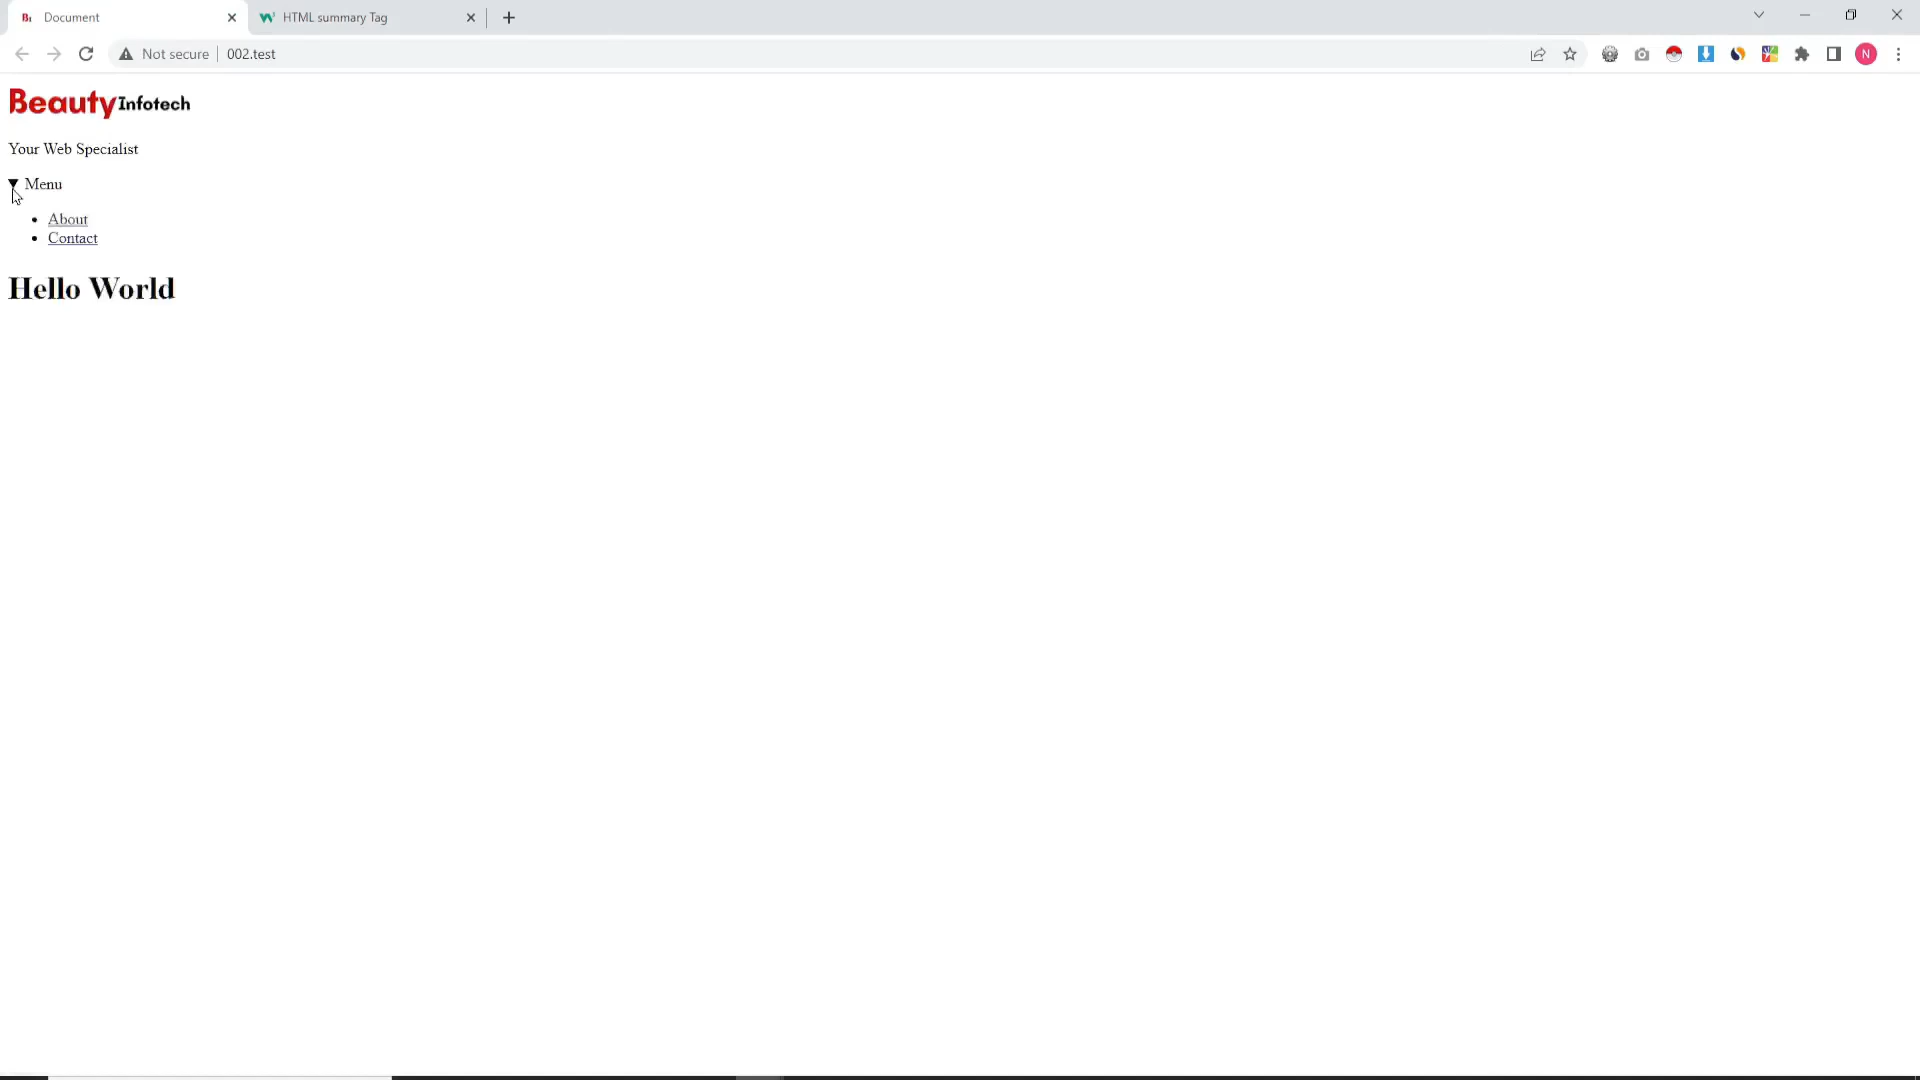 Document
HTML summary Tag
Not secure
002.test
N
Beauty Infotech
Your Web Specialist
Menu
About
Contact
Hello World